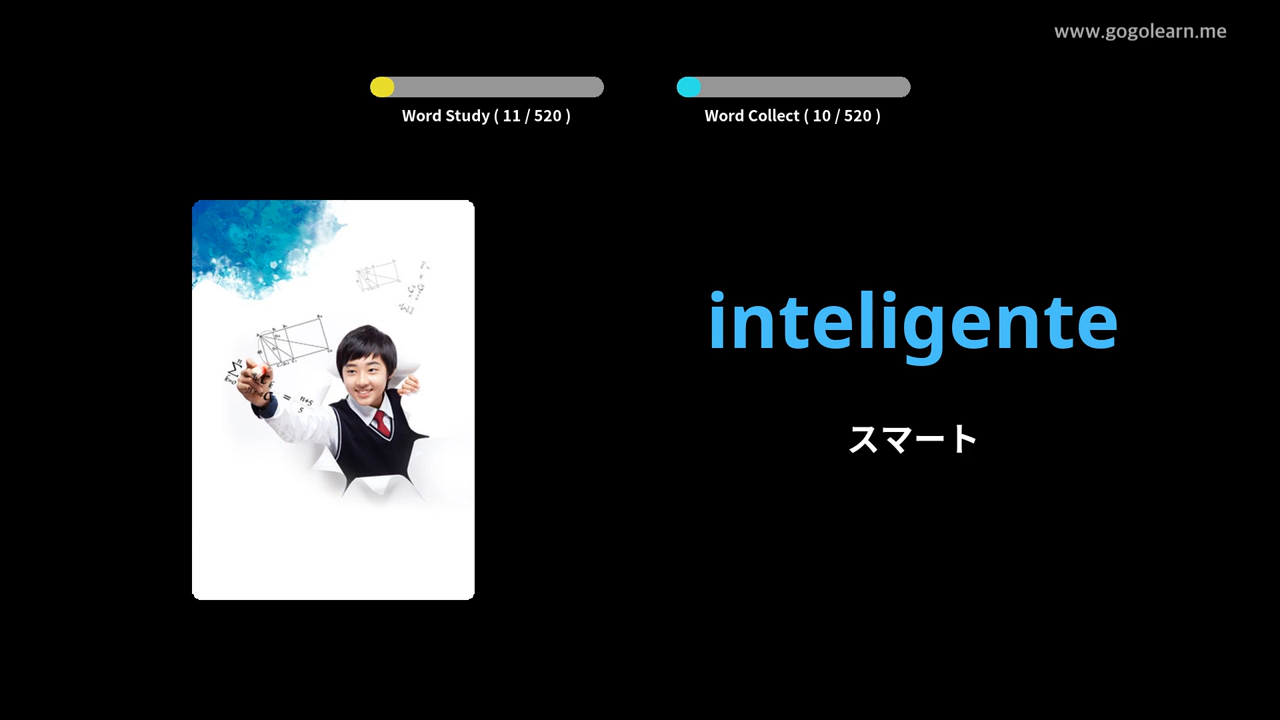 www.gogolearn.me
Word Study ( 11 / 520 )
Word Collect ( 10 / 520 )
inteligente
スマート